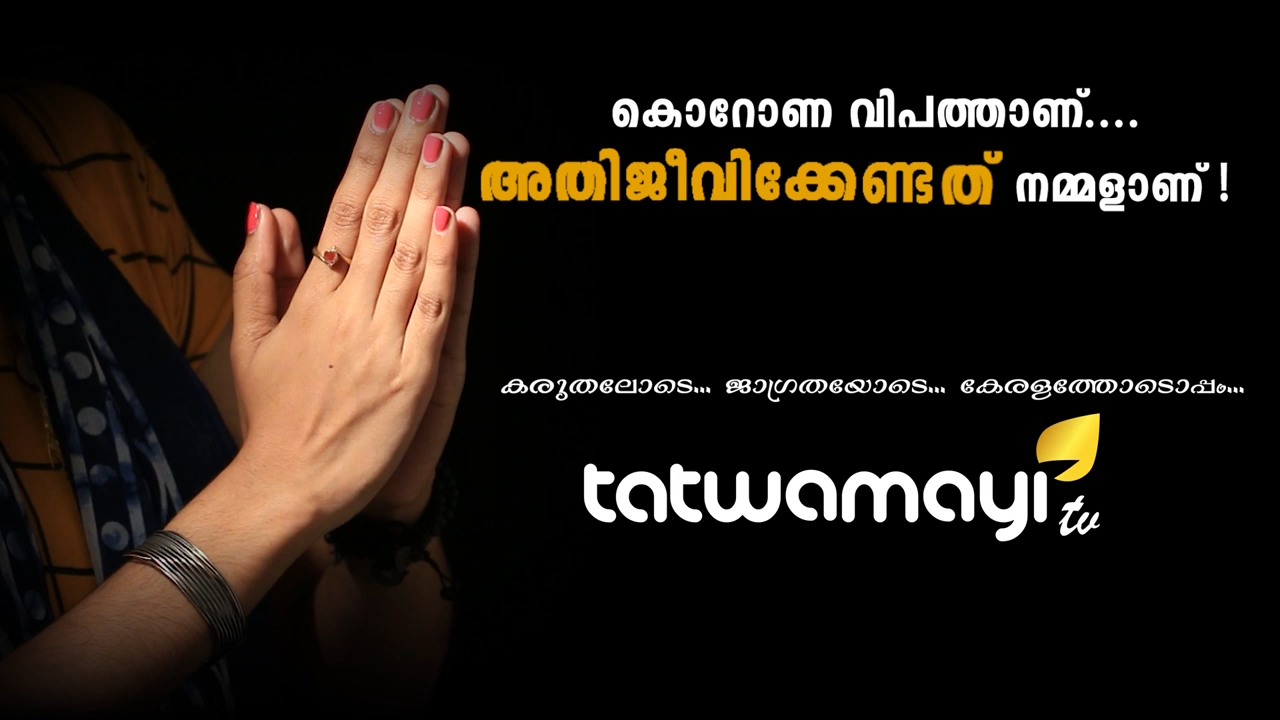 കൊറോണ വിപത്താണ്....
അതിജീവിക്കേണ്ടത് നമ്മളാണ് !
കരുതലോടെ... ജാഗ്രതയോടെ... കേരളത്തോടൊപ്പം...
tatwamayi
tv